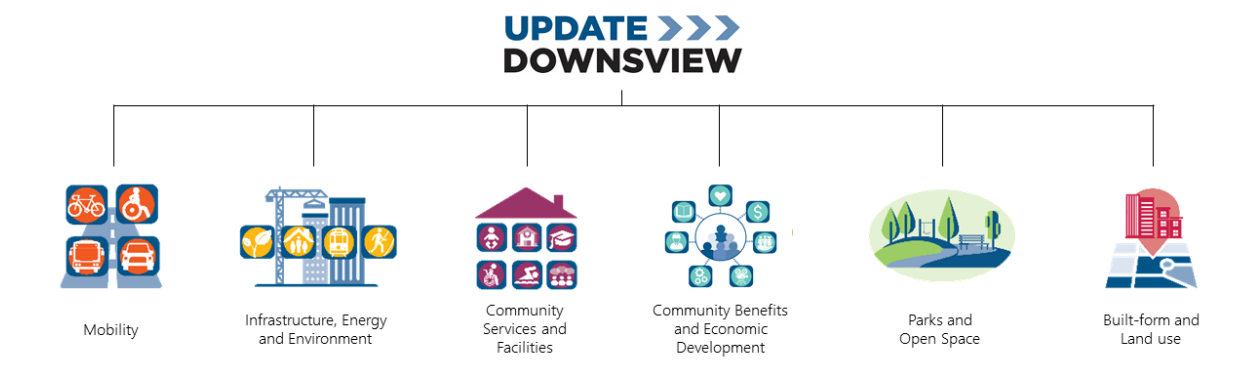 UPDATE
DOWNSVIEW
Mobility
Infrastructure, Energy
and Environment
Community
Services and
Facilities
Community Benefits
and Economic
Development
Parks and
Open Space
Built-form and
Land use
$